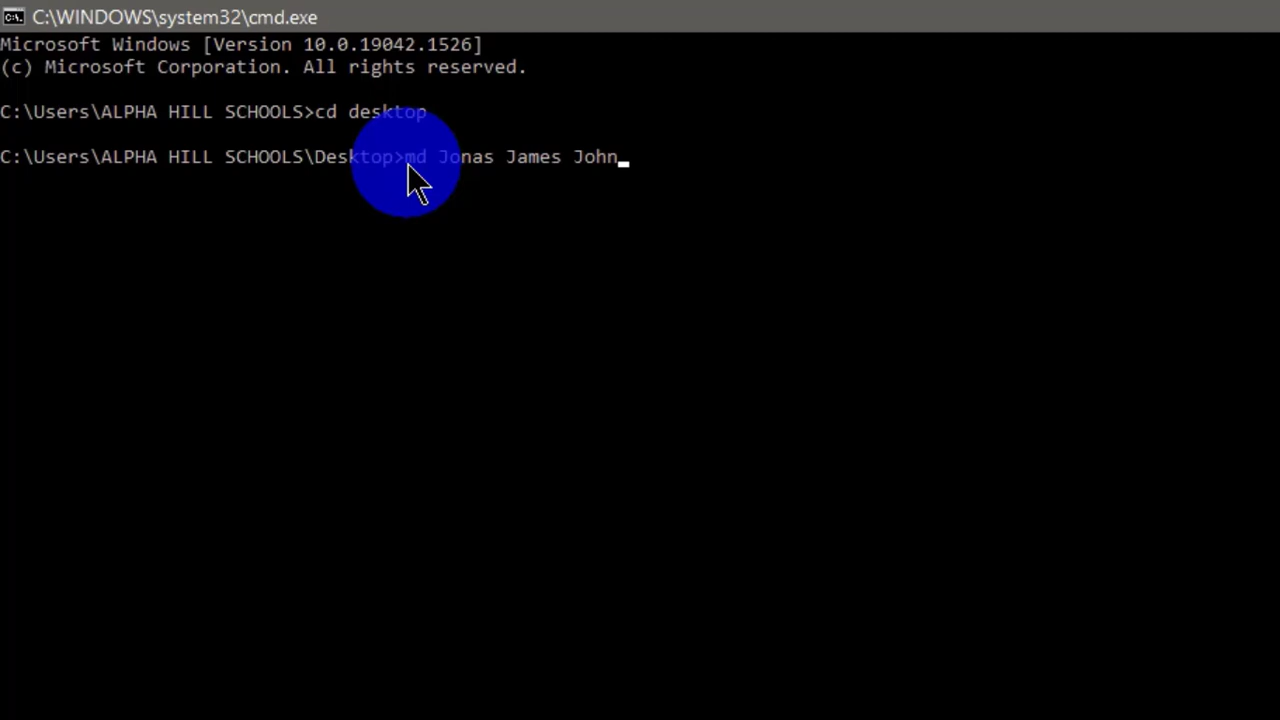 C:\WINDOWS\system32\cmd.exe
Microsoft Windows [Version 10.0.19042.1526]
(c) Microsoft Corporation. All rights reserved.
C:\Users\ALPHA HILL SCHOOLS>cd desktop
C:\Users\ALPHA HILL SCHOOLS\Desktop>md Jonas James John